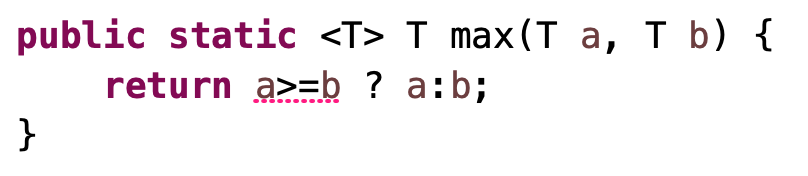 public static <T> T max(T a, T b) {
    return a>=b ? a:b;
}